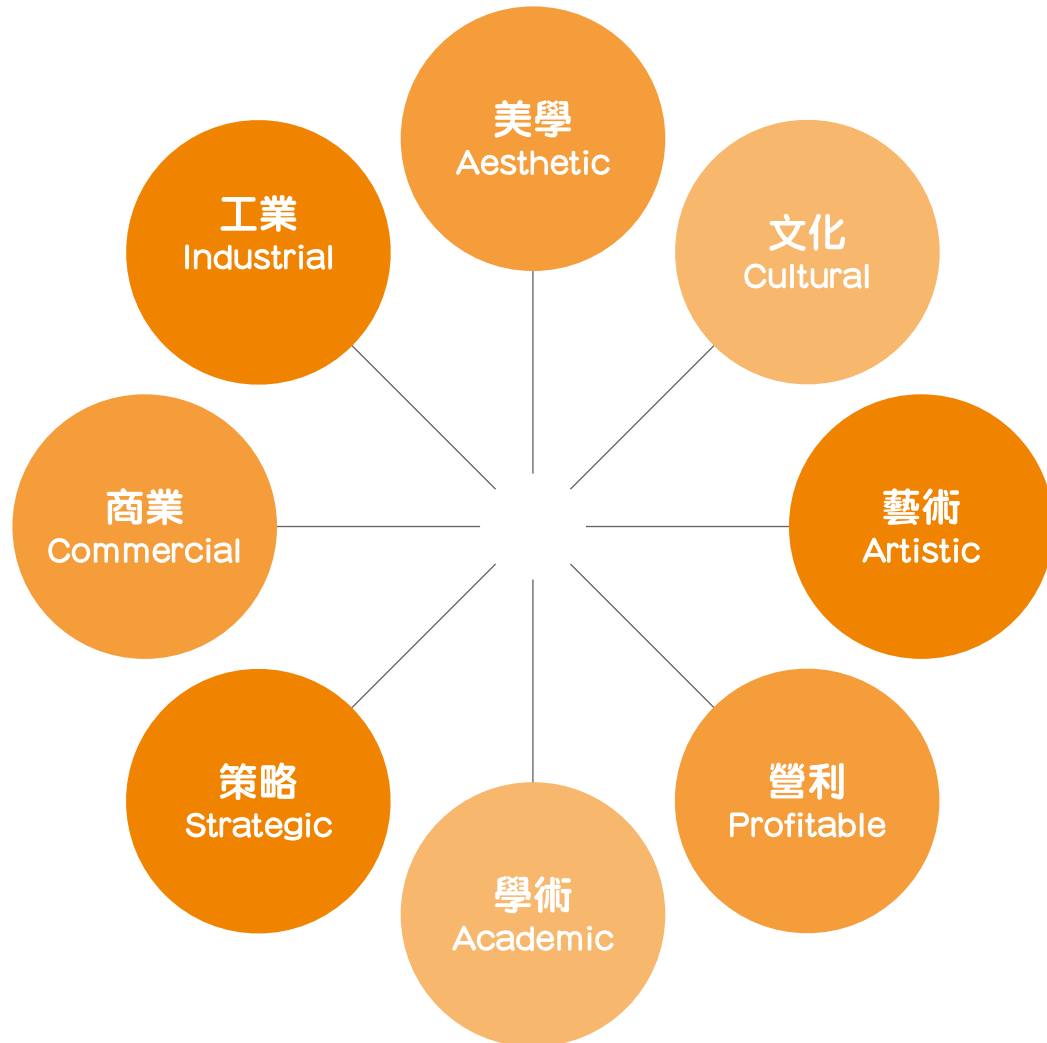 美學
Aesthetic
文化
Cultural
藝術
Artistic
營利
Profitable
學術
Academic
策略
Strategic
商業
Commercial
工業
Industrial